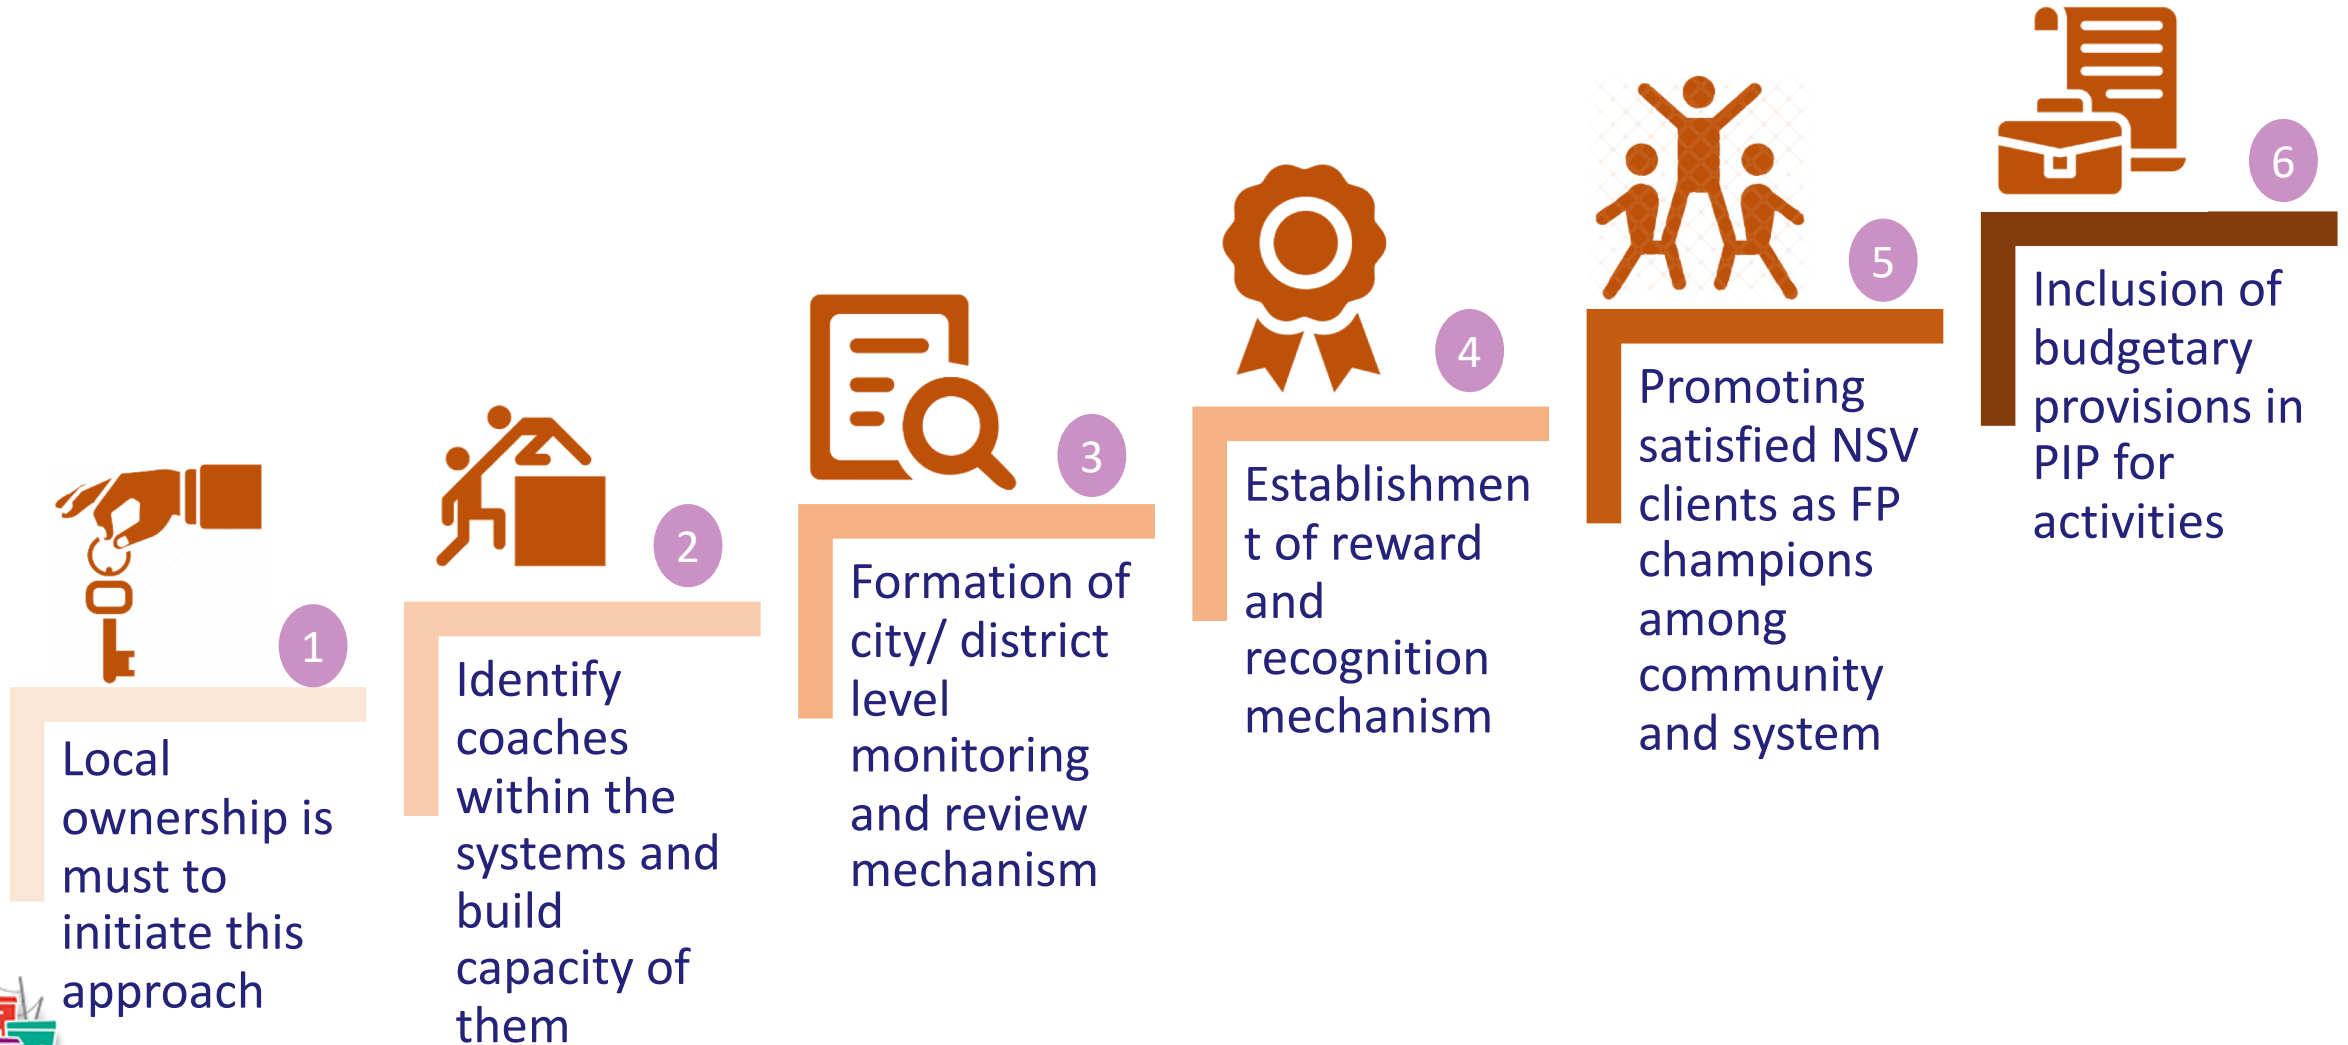 1
Local
ownership is
must to
initiate this
approach
2
Identify
coaches
within the
systems and
build
capacity of
them
3
Formation of
city/ district
level
monitoring
and review
mechanism
4
Establishmen
t of reward
and
recognition
mechanism
5
Promoting
satisfied NSV
clients as FP
champions
among
community
and system
6
Inclusion of
budgetary
provisions in
PIP for
activities